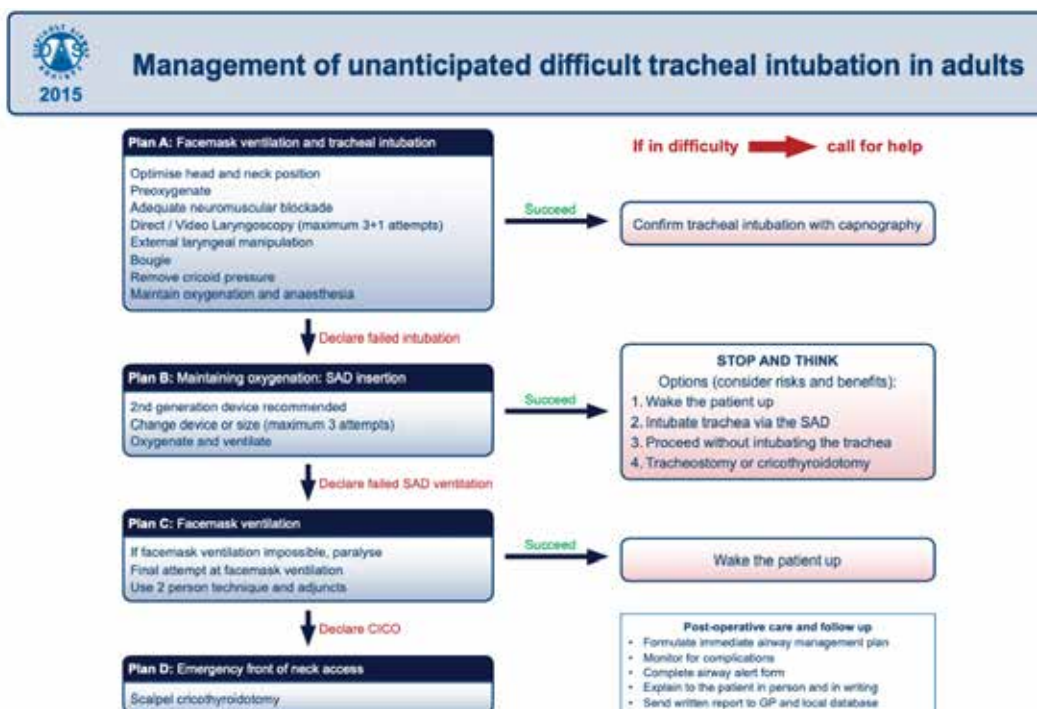 DIFFICULT AIRWAY SOCIETY
DAS
2015
Management of unanticipated difficult tracheal intubation in adults
If in difficulty call for help
Plan A: Facemask ventilation and tracheal intubation
Optimise head and neck position
Preoxygenate
Adequate neuromuscular blockade
Direct / Video Laryngoscopy (maximum 3+1 attempts)
External laryngeal manipulation
Bougie
Remove cricoid pressure
Maintain oxygenation and anaesthesia
Succeed
Confirm tracheal intubation with capnography
Declare failed intubation
Plan B: Maintaining oxygenation: SAD insertion
2nd generation device recommended
Change device or size (maximum 3 attempts)
Oxygenate and ventilate
Succeed
STOP AND THINK
Options (consider risks and benefits):
1. Wake the patient up
2. Intubate trachea via the SAD
3. Proceed without intubating the trachea
4. Tracheostomy or cricothyroidotomy
Declare failed SAD ventilation
Plan C: Facemask ventilation
If facemask ventilation impossible, paralyse
Final attempt at facemask ventilation
Use 2 person technique and adjuncts
Succeed
Wake the patient up
Declare CICO
Plan D: Emergency front of neck access
Scalpel cricothyroidotomy
Post-operative care and follow up
• Formulate immediate airway management plan
• Monitor for complications
• Complete airway alert form
• Explain to the patient in person and in writing
• Send written report to GP and local database